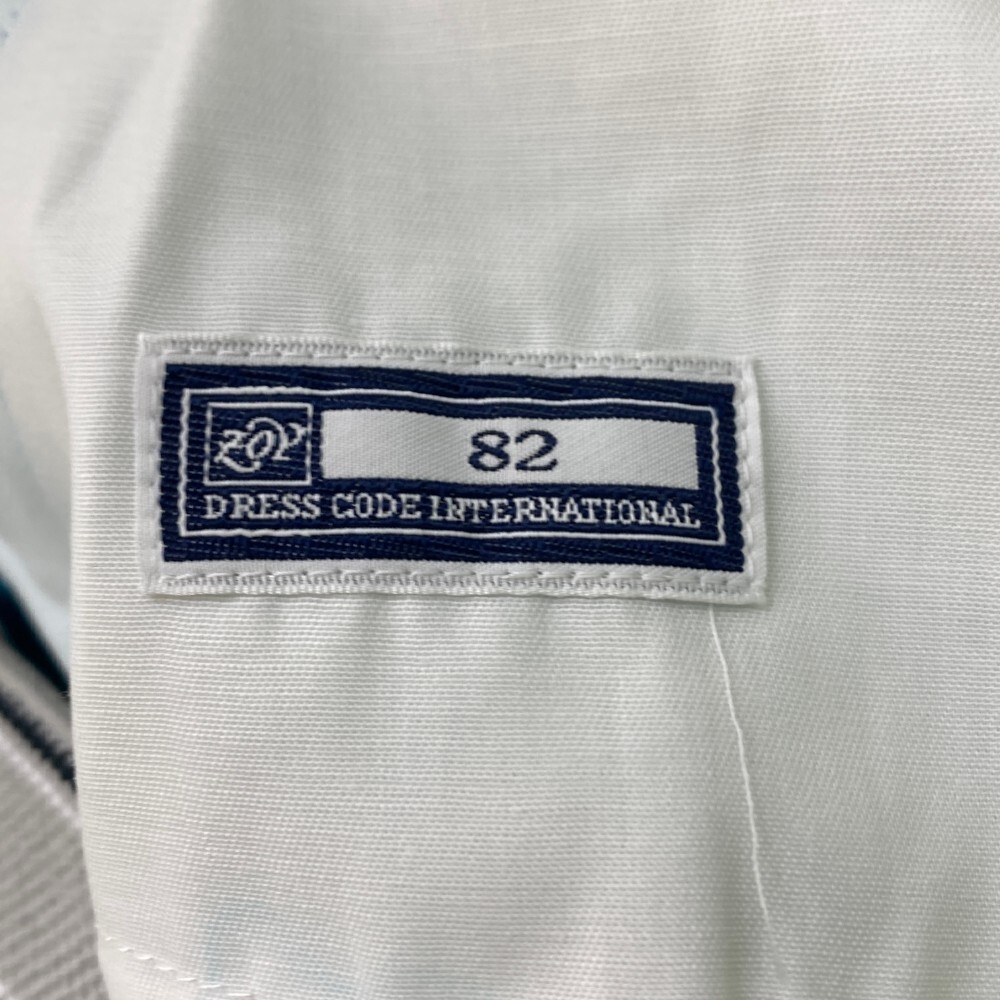 ZOY
82
DRESS CODE INTERNATIONAL